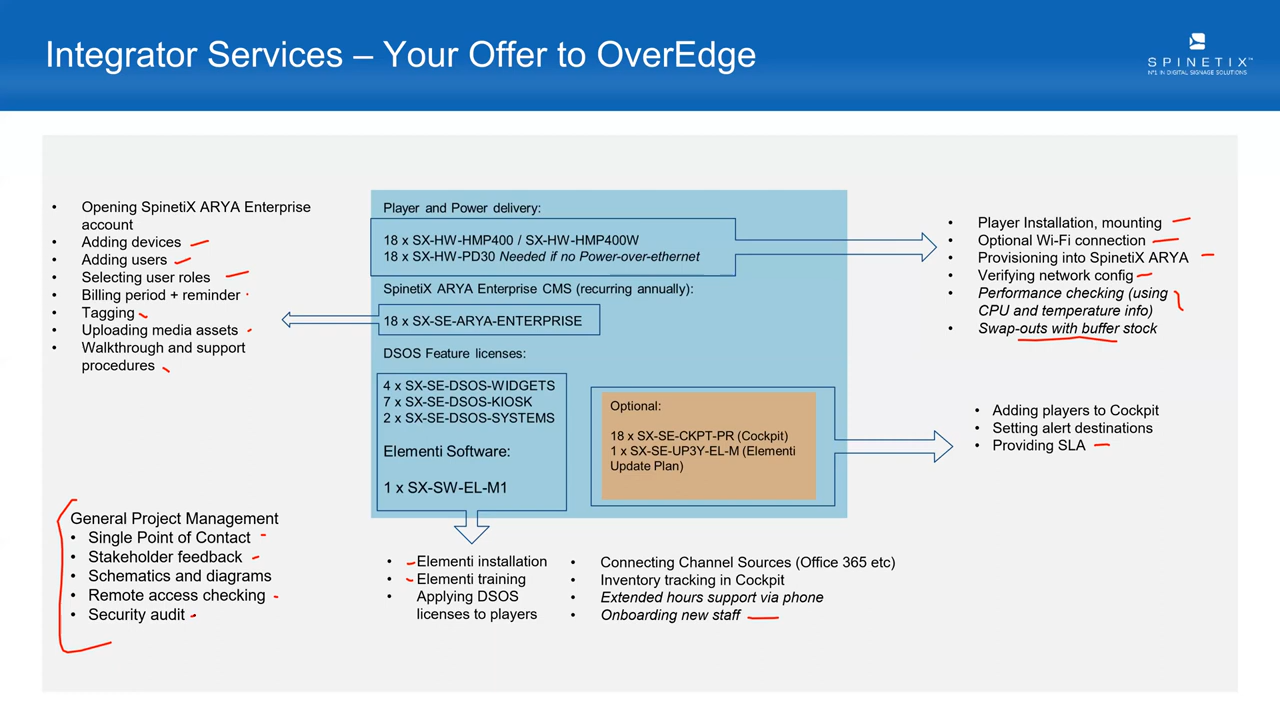 Integrator Services – Your Offer to OverEdge
SPINETIX™
N°1 IN DIGITAL SIGNAGE SOLUTIONS
• Opening SpinetiX ARYA Enterprise
account
• Adding devices
• Adding users
• Selecting user roles
• Billing period + reminder
• Tagging
• Uploading media assets
• Walkthrough and support
procedures
Player and Power delivery:
18 x SX-HW-HMP400 / SX-HW-HMP400W
18 x SX-HW-PD30 Needed if no Power-over-ethernet
SpinetiX ARYA Enterprise CMS (recurring annually):
18 x SX-SE-ARYA-ENTERPRISE
DSOS Feature licenses:
4 x SX-SE-DSOS-WIDGETS
7 x SX-SE-DSOS-KIOSK
2 x SX-SE-DSOS-SYSTEMS
Elementi Software:
1 x SX-SW-EL-M1
Optional:
18 x SX-SE-CKPT-PR (Cockpit)
1 x SX-SE-UP3Y-EL-M (Elementi
Update Plan)
• Player Installation, mounting
• Optional Wi-Fi connection
• Provisioning into SpinetiX ARYA
• Verifying network config
• Performance checking (using
CPU and temperature info)
• Swap-outs with buffer stock
• Adding players to Cockpit
• Setting alert destinations
• Providing SLA
General Project Management
• Single Point of Contact
• Stakeholder feedback
• Schematics and diagrams
• Remote access checking
• Security audit
• Elementi installation
• Elementi training
• Applying DSOS
licenses to players
• Connecting Channel Sources (Office 365 etc)
• Inventory tracking in Cockpit
• Extended hours support via phone
• Onboarding new staff